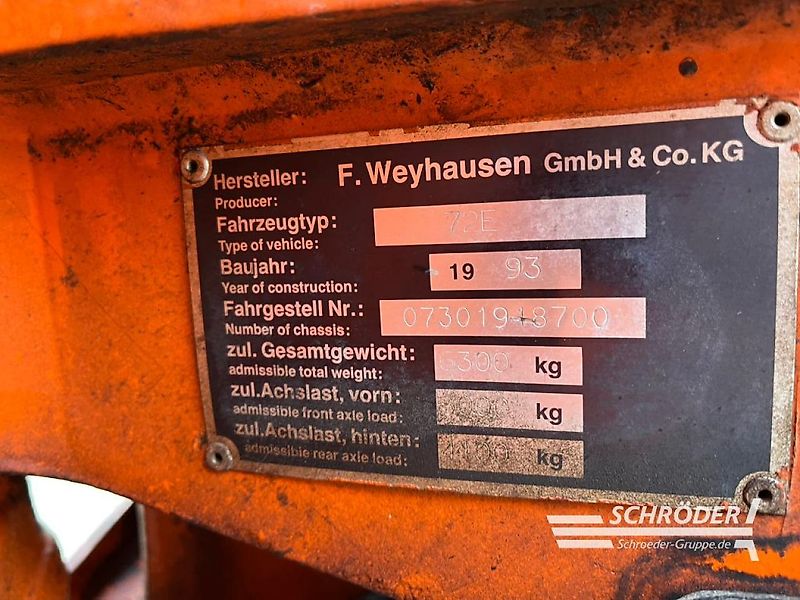 Hersteller: F. Weyhausen GmbH & Co. KG
Producer:
Fahrzeugtyp: 72E
Type of vehicle:
Baujahr: 19 93
Year of construction:
Fahrgestell Nr.:
Number of chassis:
zul. Gesamtgewicht: kg
admissible total weight:
zul. Achslast, vorn: kg
admissible front axle load:
zul. Achslast, hinten: kg
admissible rear axle load:
SCHRÖDER
Schroeder-Gruppe.de